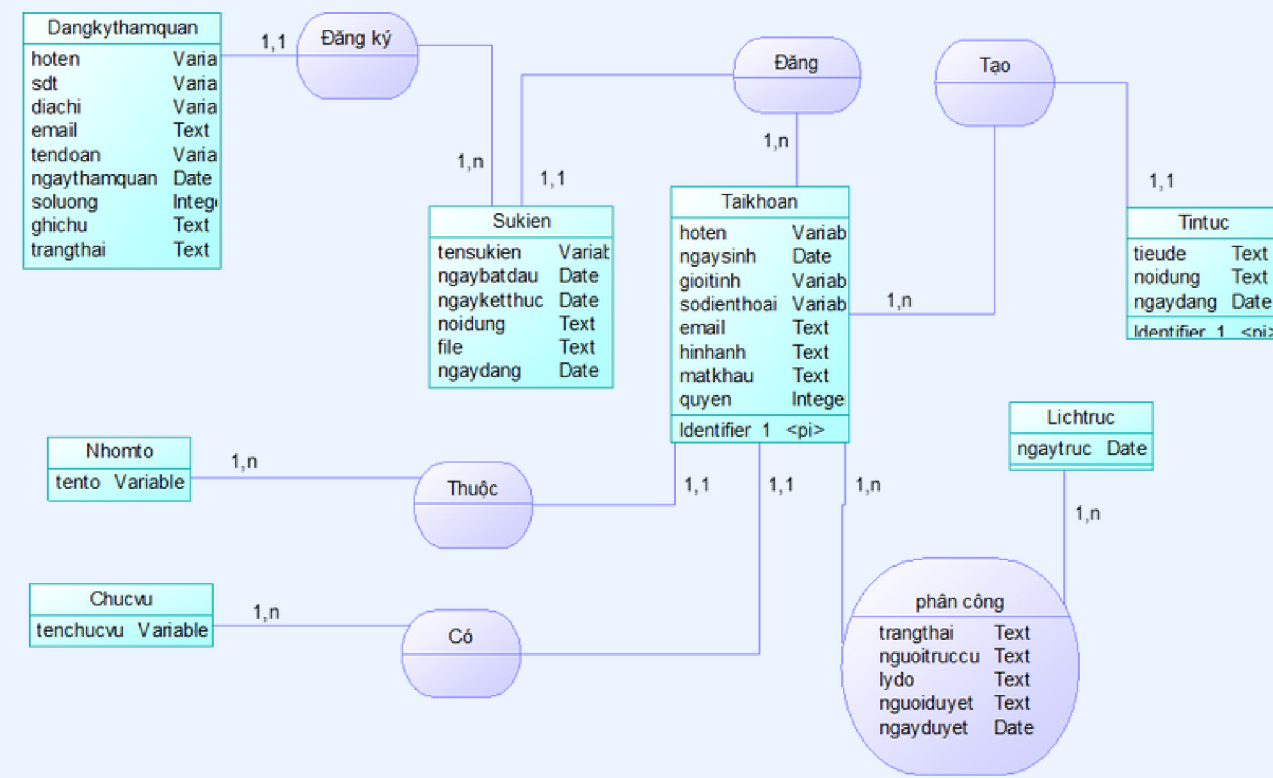 Dangkythamquan
hoten Varia
sdt Varia
diachi Varia
email Text
tendoan Varia
ngaythamquan Date
soluong Intege
ghichu Text
trangthai Text
1,1
Đăng ký
1,n
Đăng
1,1
1,n
Tạo
1,1
1,n
Sukien
tensukien Variab
ngaybatdau Date
ngayketthuc Date
noidung Text
file Text
ngaydang Date
Taikhoan
hoten Variab
ngaysinh Date
gioitinh Variab
sodienthoai Variab
email Text
hinhanh Text
matkhau Text
quyen Intege
Identifier 1 <pi>
Tintuc
tieude Text
noidung Text
ngaydang Date
Identifier 1 <pi>
Nhomto
tento Variable
1,n
Thuộc
1,1
Chucvu
tenchucvu Variable
1,n
Có
1,1
1,n
Lichtruc
ngaytruc Date
1,n
phân công
trangthai Text
nguoitruccu Text
lydo Text
nguoiduyet Text
ngayduyet Date